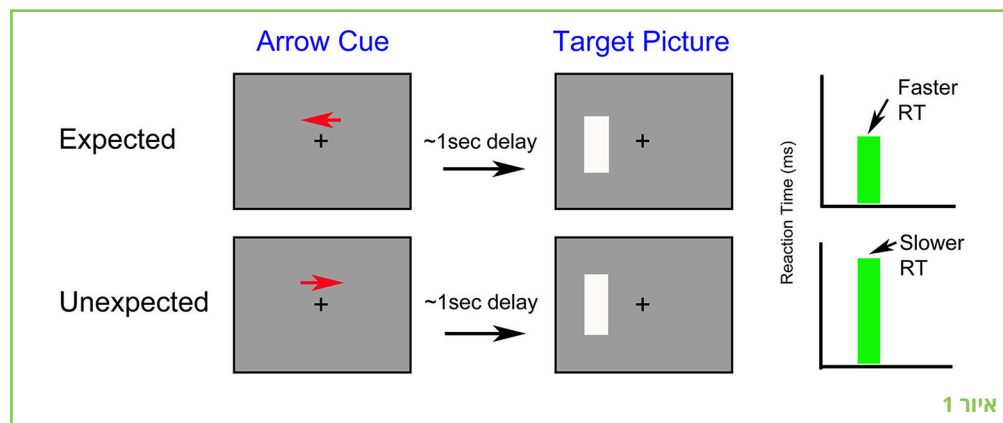 Arrow Cue
Target Picture
Expected
~1sec delay
Faster
RT
Reaction Time (ms)
Unexpected
~1sec delay
Slower
RT
איור 1